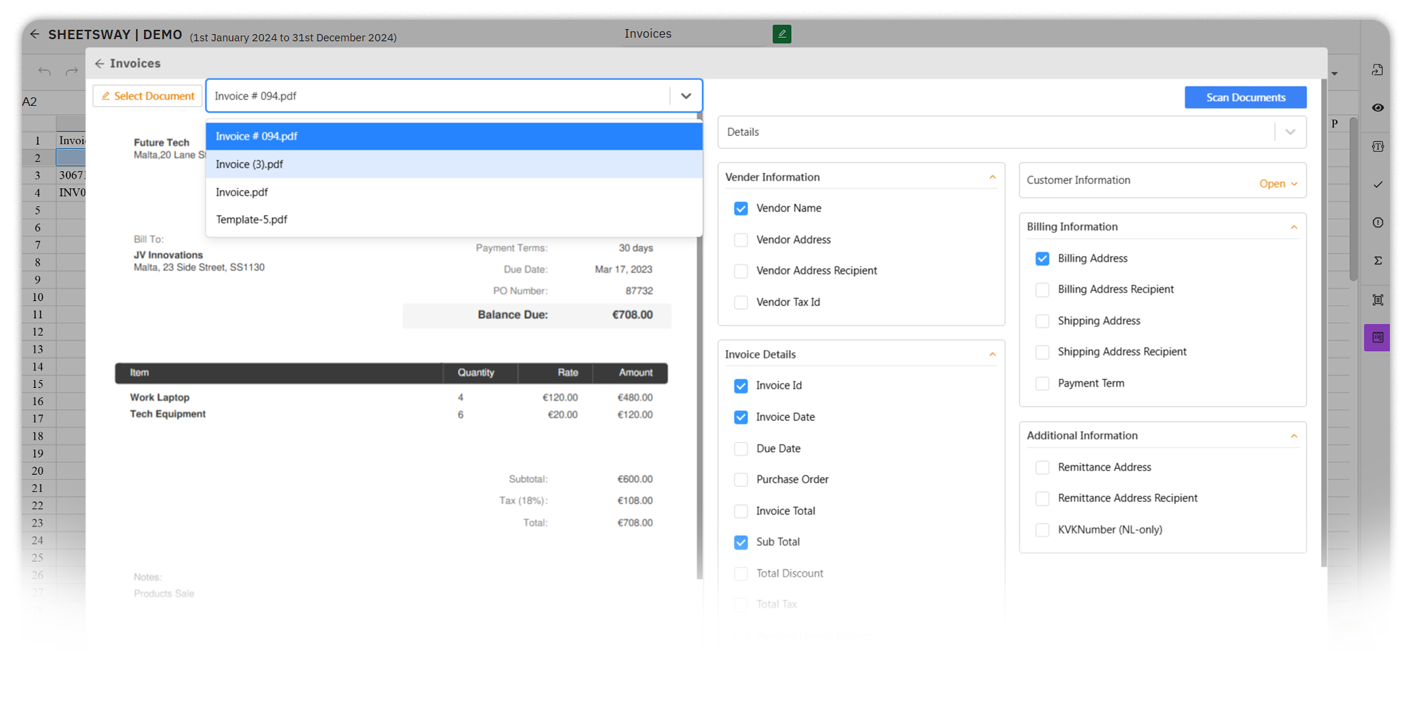 SHEETSWAY | DEMO (1st January 2024 to 31st December 2024)
Invoices
Invoices
A2
Select Document
Invoice # 094.pdf
Scan Documents
Invoice # 094.pdf
Invoice (3).pdf
Invoice.pdf
Template-5.pdf
P
1
2
3 3067
4 INV0
5
6
7
8
9
10
11
12
13
14
15
16
17
18
19
20
21
22
23
24
25
26
27
Future Tech
Malta,20 Lane
Bill To:
JV Innovations
Malta, 23 Side Street, SS1130
Payment Terms: 30 days
Due Date: Mar 17, 2023
PO Number: 87732
Balance Due: €708.00
Item Quantity Rate Amount
Work Laptop 4 €120.00 €480.00
Tech Equipment 6 €20.00 €120.00
Subtotal: €600.00
Tax (18%): €108.00
Total: €708.00
Notes:
Products Sale
Details
Vender Information
Vendor Name
Vendor Address
Vendor Address Recipient
Vendor Tax Id
Invoice Details
Invoice Id
Invoice Date
Due Date
Purchase Order
Invoice Total
Sub Total
Total Discount
Total Tax
Customer Information
Open
Billing Information
Billing Address
Billing Address Recipient
Shipping Address
Shipping Address Recipient
Payment Term
Additional Information
Remittance Address
Remittance Address Recipient
KVKNumber (NL-only)